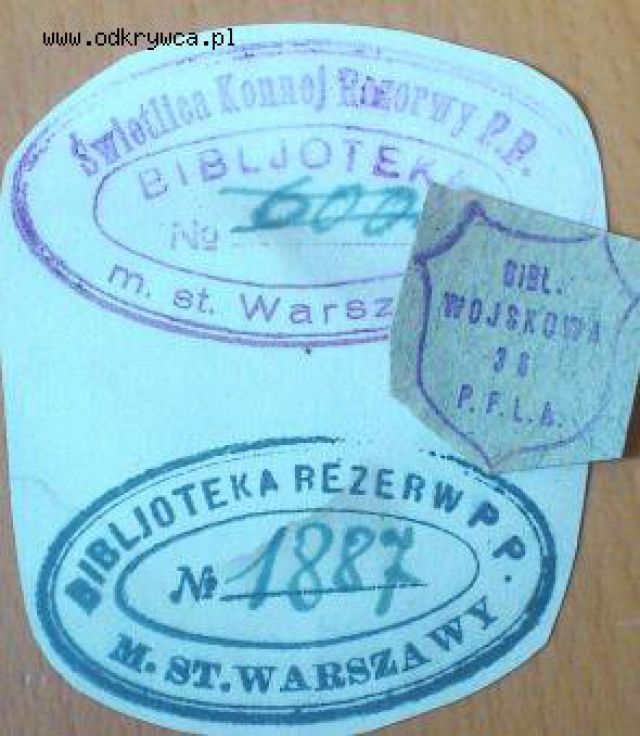 www.odkrywca.pl
Świetlica Konnej Rezerwy P.P.
BIBLJOTEKA
№ 600
m. st. Warsz
BIBL.
WOJSKOWA
36
P.F.L.A.
BIBLJOTEKA REZERW P.P.
№ 1887
M. ST. WARSZAWY